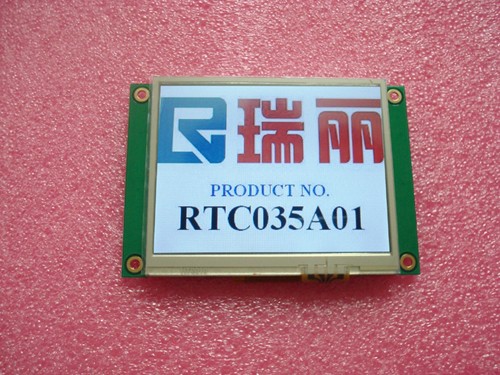 瑞丽
PRODUCT NO.
RTC035A01